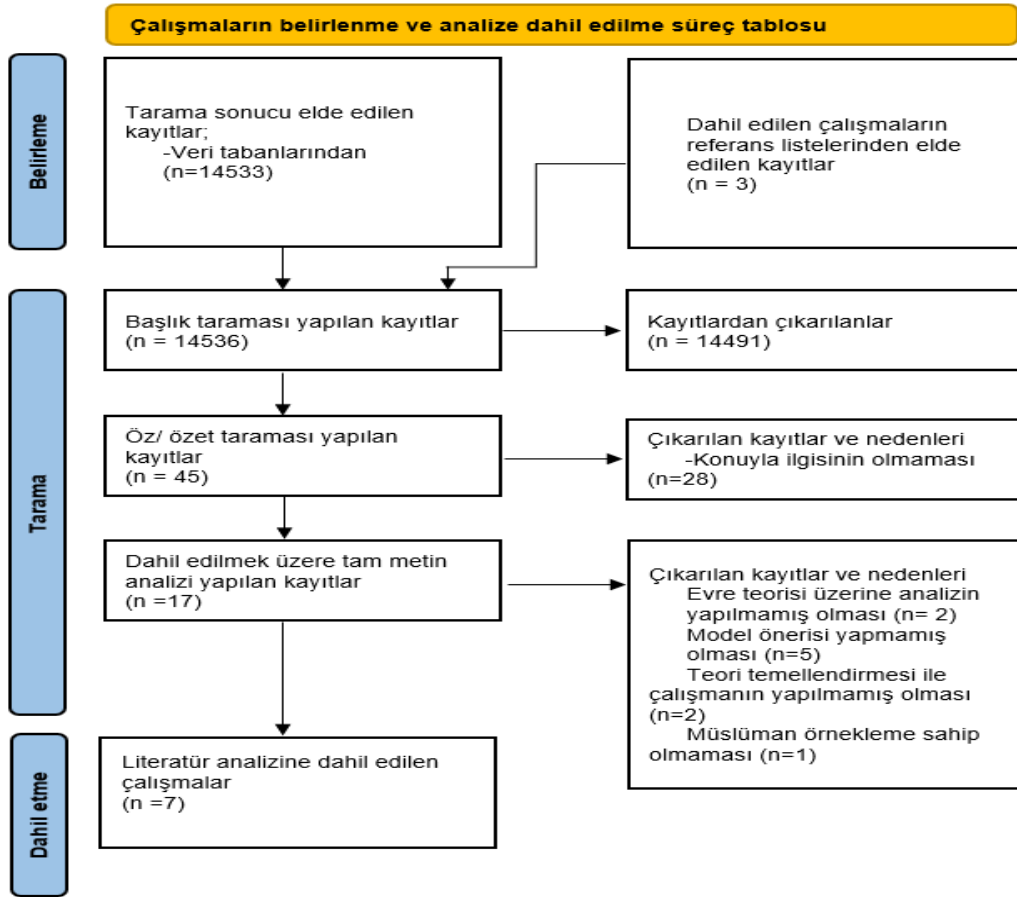 Çalışmaların belirlenme ve analize dahil edilme süreç tablosu
Belirleme
Tarama sonucu elde edilen
kayıtlar;
-Veri tabanlarından
(n=14533)
Dahil edilen çalışmaların
referans listelerinden elde
edilen kayıtlar
(n = 3)
Tarama
Başlık taraması yapılan kayıtlar
(n = 14536)
Kayıtlardan çıkarılanlar
(n = 14491)
Öz/ özet taraması yapılan
kayıtlar
(n = 45)
Çıkarılan kayıtlar ve nedenleri
-Konuyla ilgisinin olmaması
(n=28)
Dahil edilmek üzere tam metin
analizi yapılan kayıtlar
(n =17)
Çıkarılan kayıtlar ve nedenleri
Evre teorisi üzerine analizin
yapılmamış olması (n= 2)
Model önerisi yapmamış
olması (n=5)
Teori temellendirmesi ile
çalışmanın yapılmamış olması
(n=2)
Müslüman örnekleme sahip
olmaması (n=1)
Dahil etme
Literatür analizine dahil edilen
çalışmalar
(n =7)